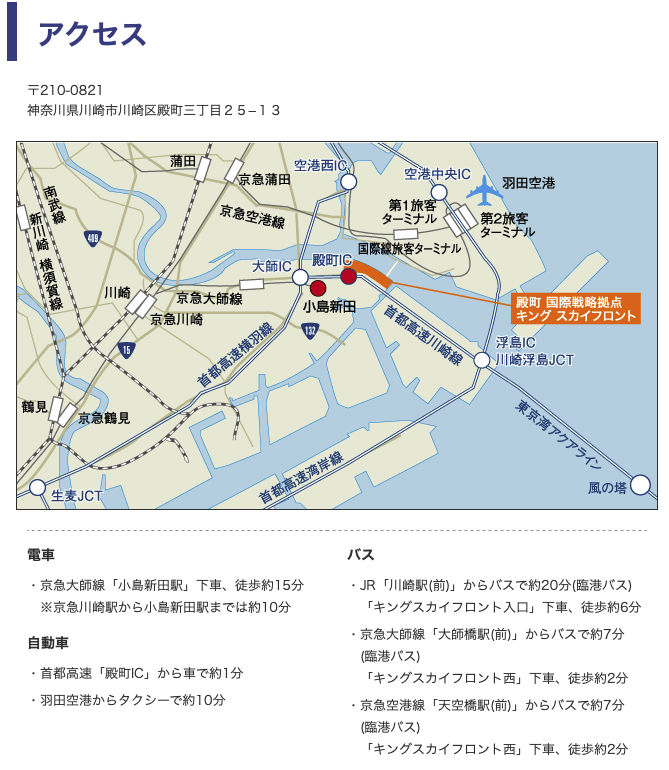 アクセス
〒210-0821
神奈川県川崎市川崎区殿町三丁目２５−１３
蒲田
京急蒲田
空港西IC
空港中央IC
羽田空港
南武線
京急空港線
第1旅客
ターミナル
第2旅客
ターミナル
新川崎
横須賀線
409
国際線旅客ターミナル
大師IC
殿町IC
川崎
京急大師線
小島新田
殿町 国際戦略拠点
キング スカイフロント
京急川崎
132
15
首都高速横羽線
首都高速川崎線
浮島IC
川崎浮島JCT
鶴見
京急鶴見
東京湾アクアライン
首都高速湾岸線
生麦JCT
風の塔
電車
・京急大師線「小島新田駅」下車、徒歩約15分
※京急川崎駅から小島新田駅までは約10分
自動車
・首都高速「殿町IC」から車で約1分
・羽田空港からタクシーで約10分
バス
・JR「川崎駅(前)」からバスで約20分(臨港バス)
「キングスカイフロント入口」下車、徒歩約6分
・京急大師線「大師橋駅(前)」からバスで約7分
(臨港バス)
「キングスカイフロント西」下車、徒歩約2分
・京急空港線「天空橋駅(前)」からバスで約7分
(臨港バス)
「キングスカイフロント西」下車、徒歩約2分